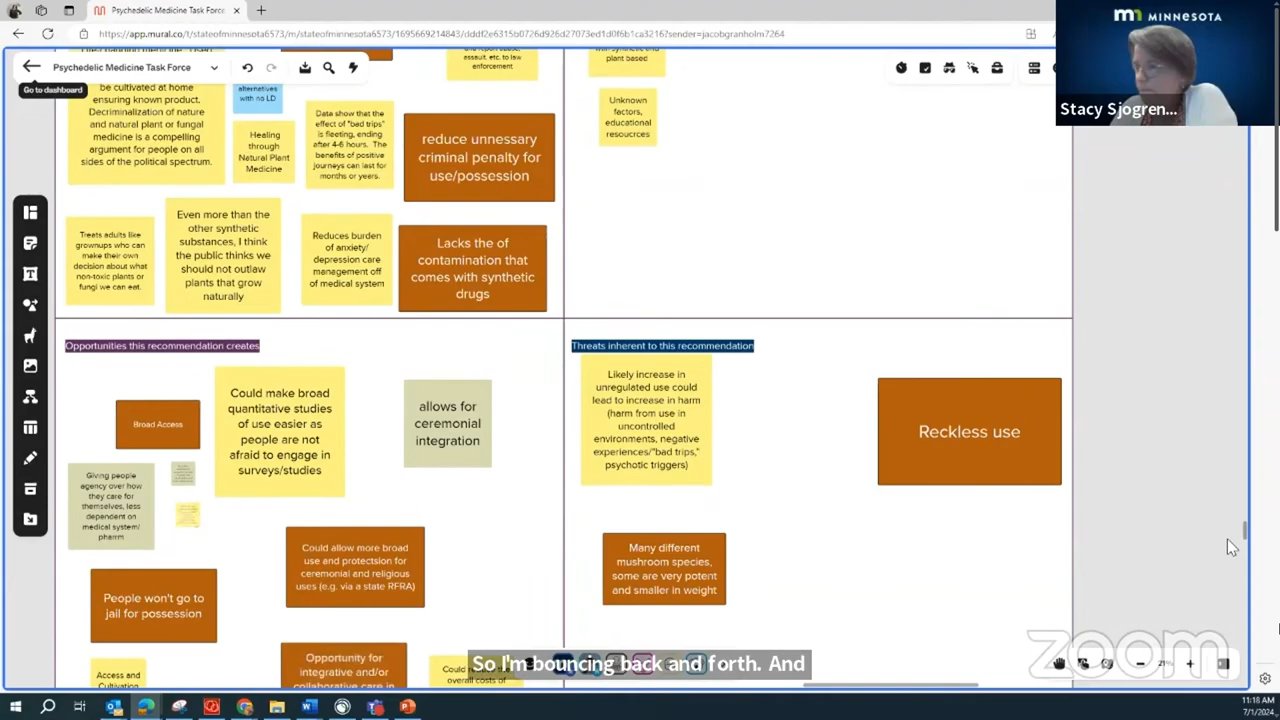 Psychedelic Medicine Task Force
https://app.mural.co/t/stateofminnesota6573/m/stateofminnesota6573/1695669214843/dddf2e6315b0726d926d27073ed1d0f6b1ca3216?sender=jacobgranholm7264
Psychedelic Medicine Task Force
Go to dashboard
MINNESOTA
Stacy Sjogren...
be cultivated at home
ensuring known product.
Decriminalization of nature
and natural plant or fungal
medicine is a compelling
argument for people on all
sides of the political spectrum.
alternatives
with no LD
Healing
through
Natural Plant
Medicine
Data show that the
effect of "bad trips"
is fleeting, ending
after 4-6 hours. The
benefits of positive
journeys can last for
months or years.
assault, etc. to law
enforcement
reduce unnessary
criminal penalty for
use/possession
plant based
Unknown
factors,
educational
resoucrces
Treats adults like
grownups who can
make their own
decision about what
non-toxic plants or
fungi we can eat.
Even more than the
other synthetic
substances, I think
the public thinks we
should not outlaw
plants that grow
naturally
Reduces burden
of anxiety/
depression care
management off
of medical system
Lacks the of
contamination that
comes with synthetic
drugs
Opportunities this recommendation creates
Broad Access
Could make broad
quantitative studies
of use easier as
people are not
afraid to engage in
surveys/studies
allows for
ceremonial
integration
Giving people
agency over how
they care for
themselves, less
dependent on
medical system/
pharm
Could allow more broad
use and protectsion for
ceremonial and religious
uses (e.g. via a state RFRA)
People won't go to
jail for possession
Opportunity for
integrative and/or
collaborative care in
Access and
Cultivation
overall costs of
Threats inherent to this recommendation
Likely increase in
unregulated use could
lead to increase in harm
(harm from use in
uncontrolled
environments, negative
experiences/"bad trips,"
psychotic triggers)
Reckless use
Many different
mushroom species,
some are very potent
and smaller in weight
So I'm bouncing back and forth. And
zoom
21%
11:18 AM
7/1/2024